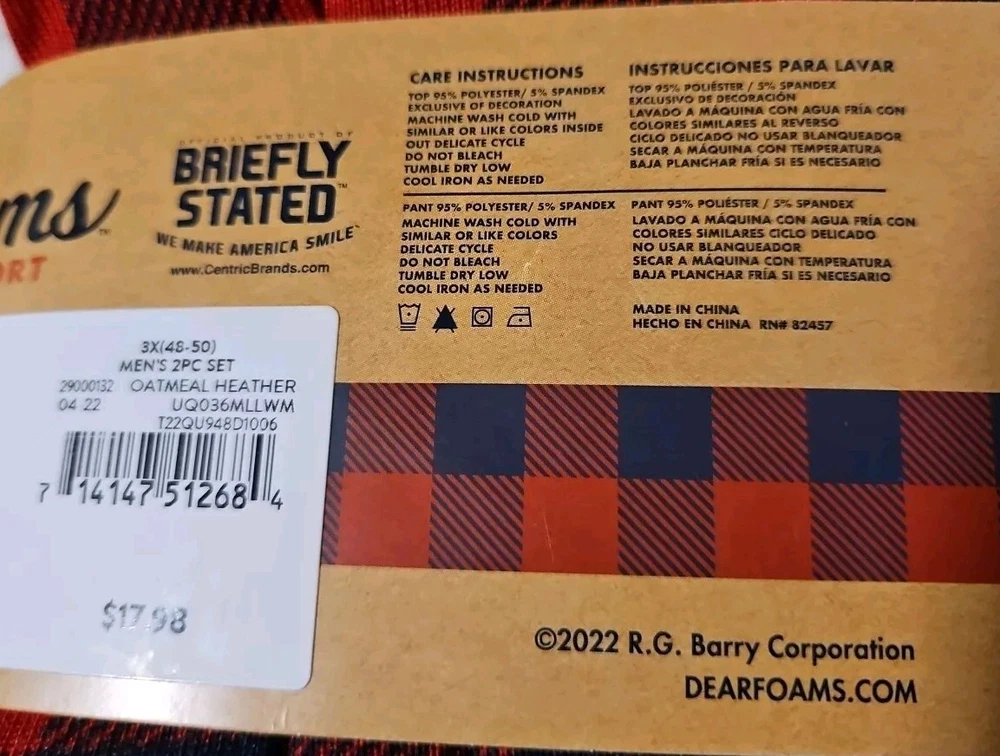 ms
ORT
OFFICIAL PRODUCT OF
BRIEFLY
STATED™
WE MAKE AMERICA SMILE™
www.CentricBrands.com
CARE INSTRUCTIONS
TOP 95% POLYESTER/ 5% SPANDEX
EXCLUSIVE OF DECORATION
MACHINE WASH COLD WITH
SIMILAR OR LIKE COLORS INSIDE
OUT DELICATE CYCLE
DO NOT BLEACH
TUMBLE DRY LOW
COOL IRON AS NEEDED
PANT 95% POLYESTER/ 5% SPANDEX
MACHINE WASH COLD WITH
SIMILAR OR LIKE COLORS
DELICATE CYCLE
DO NOT BLEACH
TUMBLE DRY LOW
COOL IRON AS NEEDED
INSTRUCCIONES PARA LAVAR
TOP 95% POLIÉSTER / 5% SPANDEX
EXCLUSIVO DE DECORACIÓN
LAVADO A MÁQUINA CON AGUA FRÍA CON
COLORES SIMILARES AL REVERSO
CICLO DELICADO NO USAR BLANQUEADOR
SECAR A MÁQUINA CON TEMPERATURA
BAJA PLANCHAR FRÍA SI ES NECESARIO
PANT 95% POLIÉSTER / 5% SPANDEX
LAVADO A MÁQUINA CON AGUA FRÍA CON
COLORES SIMILARES CICLO DELICADO
NO USAR BLANQUEADOR
SECAR A MÁQUINA CON TEMPERATURA
BAJA PLANCHAR FRÍA SI ES NECESARIO
MADE IN CHINA
HECHO EN CHINA RN# 82457
3X(48-50)
MEN'S 2PC SET
29000132 OATMEAL HEATHER
04 22 UQ036MLLWM
T22QU948D1006
7 14147 51268 4
$17.98
©2022 R.G. Barry Corporation
DEARFOAMS.COM